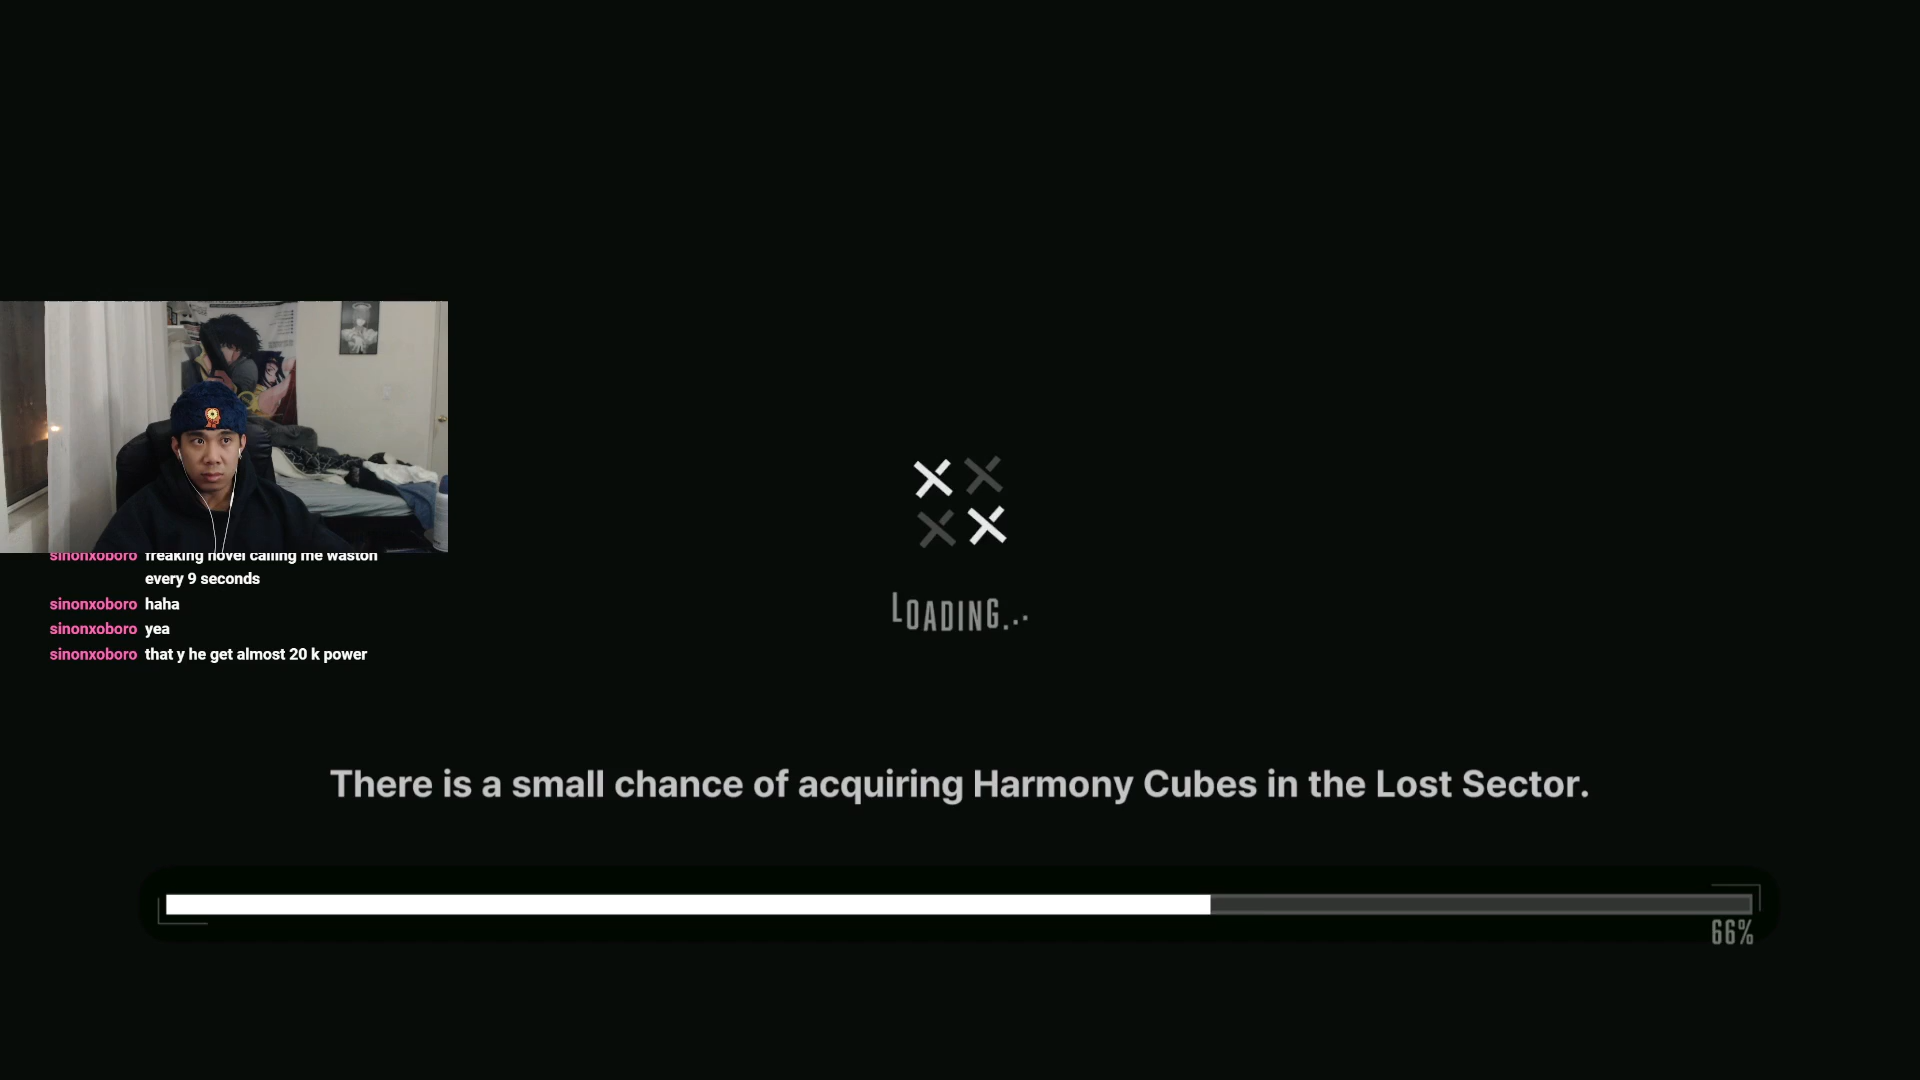 sinonxoboro freaking novel calling me waston
every 9 seconds
sinonxoboro haha
sinonxoboro yea
sinonxoboro that y he get almost 20 k power
LOADING...
There is a small chance of acquiring Harmony Cubes in the Lost Sector.
66%